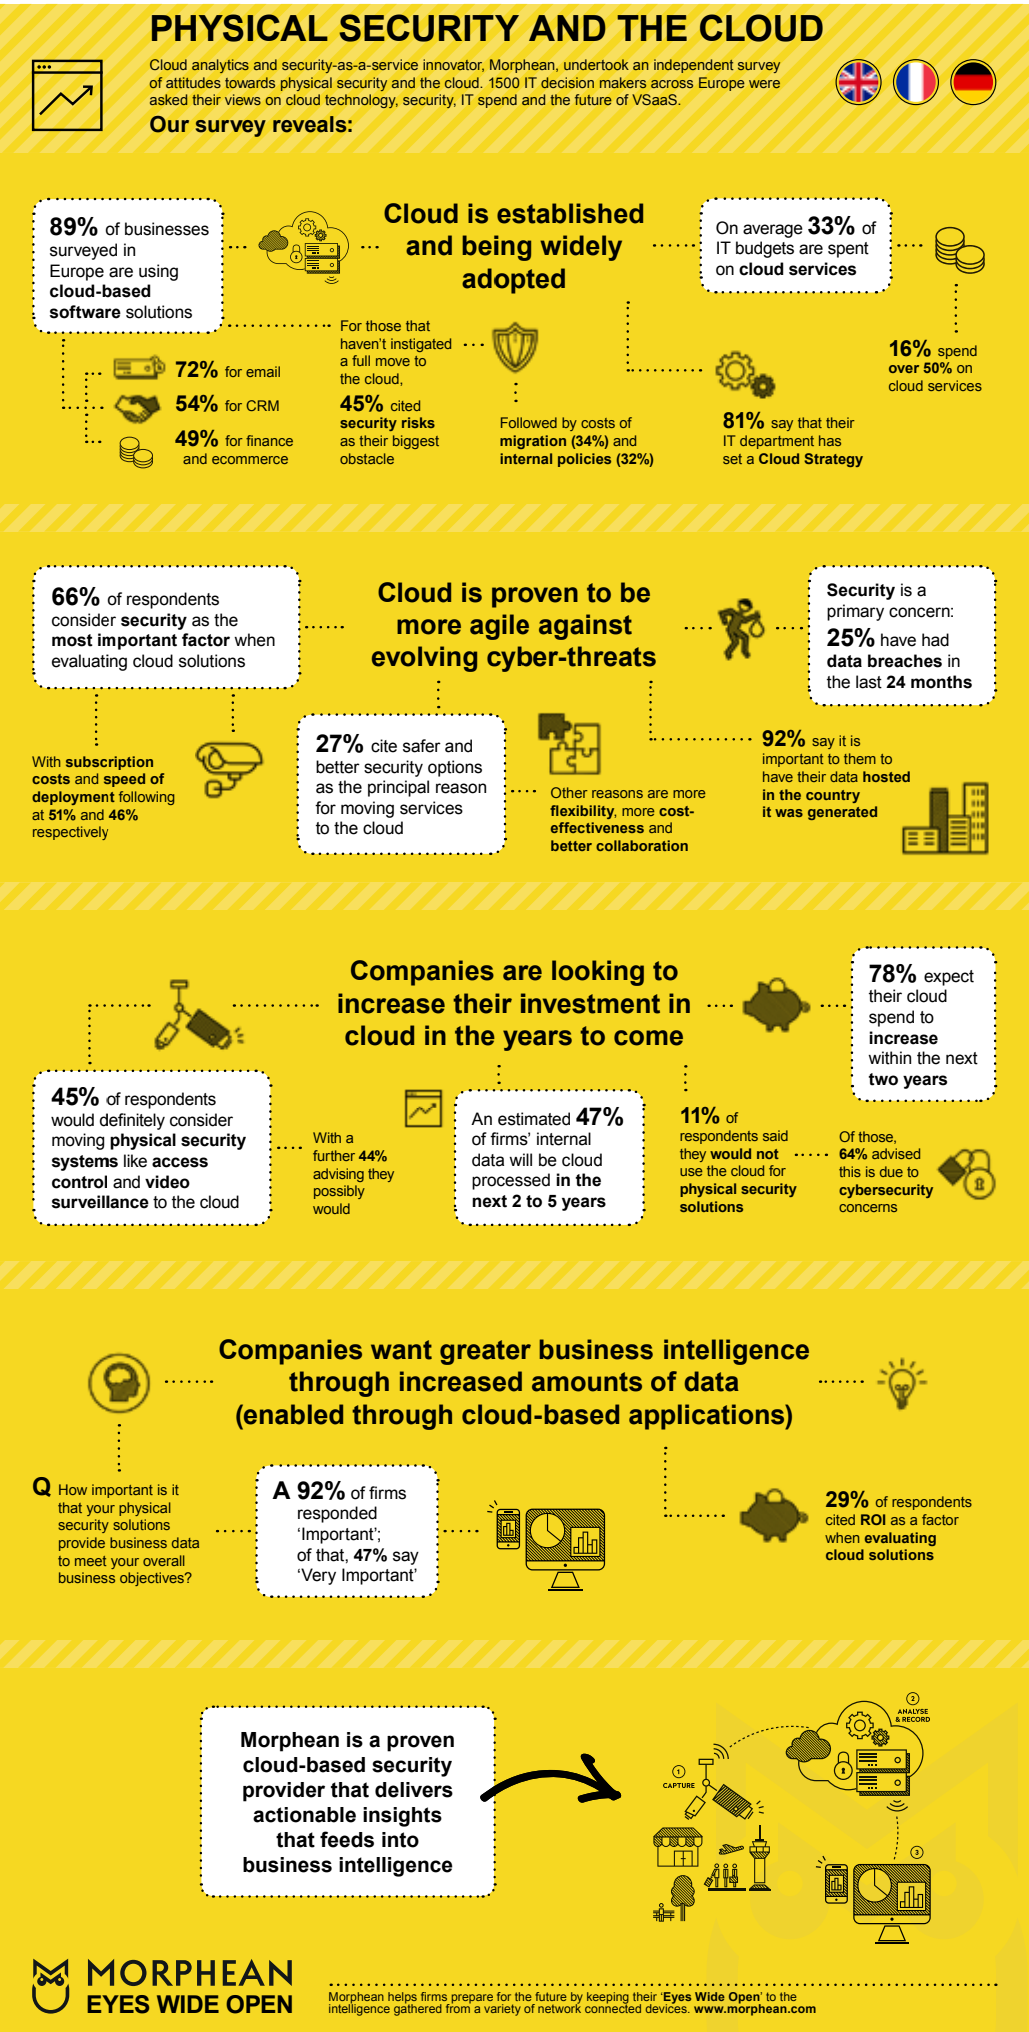 PHYSICAL SECURITY AND THE CLOUD
Cloud analytics and security-as-a-service innovator, Morphean, undertook an independent survey
of attitudes towards physical security and the cloud. 1500 IT decision makers across Europe were
asked their views on cloud technology, security, IT spend and the future of VSaaS.
Our survey reveals:
89% of businesses
surveyed in
Europe are using
cloud-based
software solutions
Cloud is established
and being widely
adopted
On average 33% of
IT budgets are spent
on cloud services
72% for email
54% for CRM
49% for finance
and ecommerce
For those that
haven't instigated
a full move to
the cloud,
45% cited
security risks
as their biggest
obstacle
Followed by costs of
migration (34%) and
internal policies (32%)
81% say that their
IT department has
set a Cloud Strategy
16% spend
over 50% on
cloud services
66% of respondents
consider security as the
most important factor when
evaluating cloud solutions
Cloud is proven to be
more agile against
evolving cyber-threats
Security is a
primary concern:
25% have had
data breaches in
the last 24 months
With subscription
costs and speed of
deployment following
at 51% and 46%
respectively
27% cite safer and
better security options
as the principal reason
for moving services
to the cloud
Other reasons are more
flexibility, more cost-
effectiveness and
better collaboration
92% say it is
important to them to
have their data hosted
in the country
it was generated
Companies are looking to
increase their investment in
cloud in the years to come
78% expect
their cloud
spend to
increase
within the next
two years
45% of respondents
would definitely consider
moving physical security
systems like access
control and video
surveillance to the cloud
With a
further 44%
advising they
possibly
would
An estimated 47%
of firms' internal
data will be cloud
processed in the
next 2 to 5 years
11% of
respondents said
they would not
use the cloud for
physical security
solutions
Of those,
64% advised
this is due to
cybersecurity
concerns
Companies want greater business intelligence
through increased amounts of data
(enabled through cloud-based applications)
Q How important is it
that your physical
security solutions
provide business data
to meet your overall
business objectives?
A 92% of firms
responded
'Important';
of that, 47% say
'Very Important'
29% of respondents
cited ROI as a factor
when evaluating
cloud solutions
Morphean is a proven
cloud-based security
provider that delivers
actionable insights
that feeds into
business intelligence
1
CAPTURE
2
ANALYSE
& RECORD
3
MORPHEAN
EYES WIDE OPEN
Morphean helps firms prepare for the future by keeping their 'Eyes Wide Open' to the
intelligence gathered from a variety of network connected devices. www.morphean.com